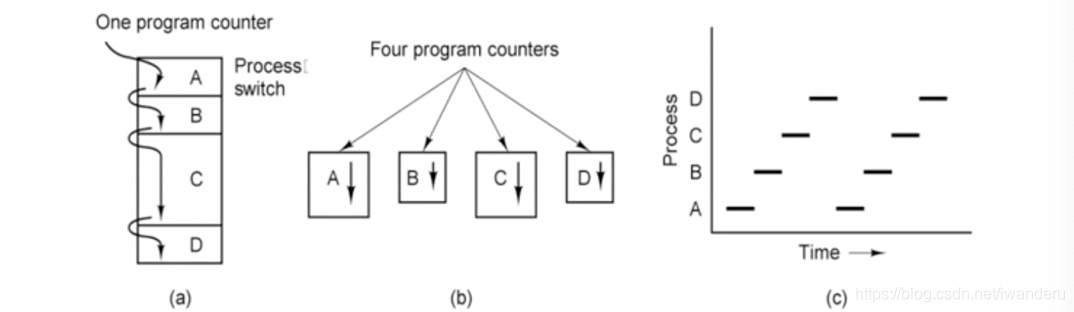 One program counter
Process
switch
A
B
C
D
(a)
Four program counters
A
B
C
D
(b)
Process
D
C
B
A
Time
(c)
https://blog.csdn.net/iwanderu